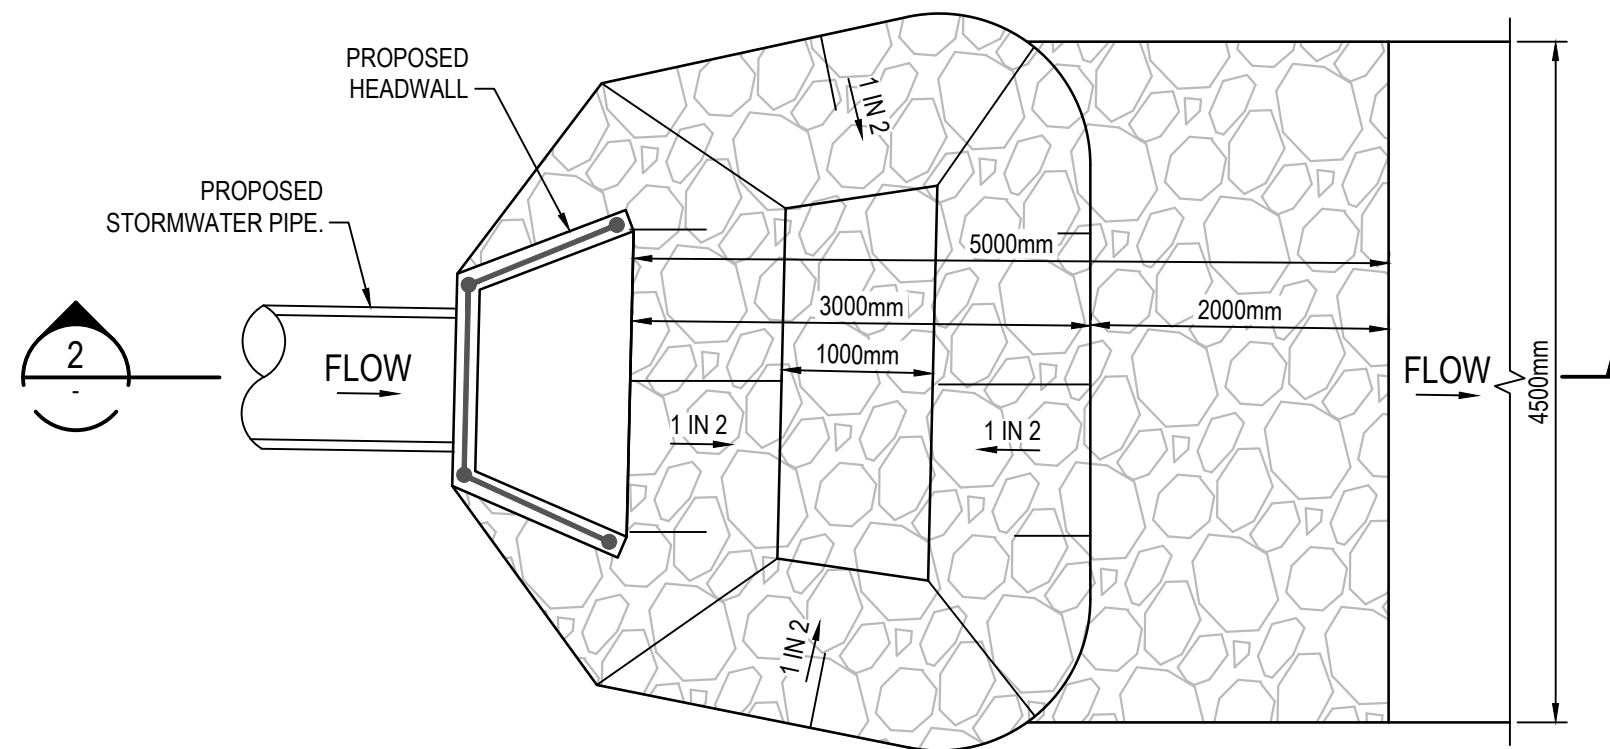 PROPOSED
HEADWALL
PROPOSED
STORMWATER PIPE.
1 IN 2
5000mm
3000mm
2000mm
1000mm
2
-
FLOW
FLOW
4500mm
1 IN 2
1 IN 2
1 IN 2